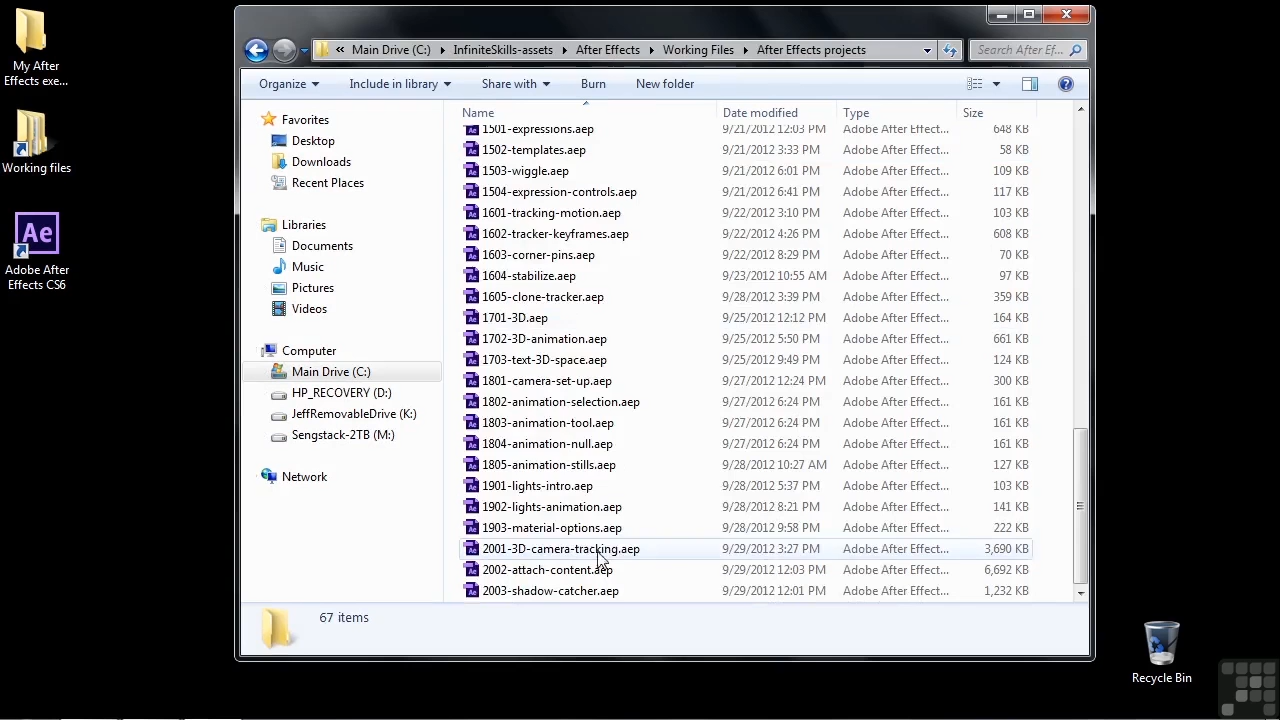 My After
Effects exe...
Working files
Ae
Adobe After
Effects CS6
« Main Drive (C:) InfiniteSkills-assets After Effects Working Files After Effects projects
Search After Ef...
Organize Include in library Share with Burn New folder
Favorites
Desktop
Downloads
Recent Places
Libraries
Documents
Music
Pictures
Videos
Computer
Main Drive (C:)
HP_RECOVERY (D:)
JeffRemovableDrive (K:)
Sengstack-2TB (M:)
Network
Name Date modified Type Size
1501-expressions.aep 9/21/2012 12:03 PM Adobe After Effect... 648 KB
1502-templates.aep 9/21/2012 3:33 PM Adobe After Effect... 58 KB
1503-wiggle.aep 9/21/2012 6:01 PM Adobe After Effect... 109 KB
1504-expression-controls.aep 9/21/2012 6:41 PM Adobe After Effect... 117 KB
1601-tracking-motion.aep 9/22/2012 3:10 PM Adobe After Effect... 103 KB
1602-tracker-keyframes.aep 9/22/2012 4:26 PM Adobe After Effect... 608 KB
1603-corner-pins.aep 9/22/2012 8:29 PM Adobe After Effect... 70 KB
1604-stabilize.aep 9/23/2012 10:55 AM Adobe After Effect... 97 KB
1605-clone-tracker.aep 9/28/2012 3:39 PM Adobe After Effect... 359 KB
1701-3D.aep 9/25/2012 12:12 PM Adobe After Effect... 164 KB
1702-3D-animation.aep 9/25/2012 5:50 PM Adobe After Effect... 661 KB
1703-text-3D-space.aep 9/25/2012 9:49 PM Adobe After Effect... 124 KB
1801-camera-set-up.aep 9/27/2012 12:24 PM Adobe After Effect... 300 KB
1802-animation-selection.aep 9/27/2012 6:24 PM Adobe After Effect... 161 KB
1803-animation-tool.aep 9/27/2012 6:24 PM Adobe After Effect... 161 KB
1804-animation-null.aep 9/27/2012 6:24 PM Adobe After Effect... 161 KB
1805-animation-stills.aep 9/28/2012 10:27 AM Adobe After Effect... 127 KB
1901-lights-intro.aep 9/28/2012 5:37 PM Adobe After Effect... 103 KB
1902-lights-animation.aep 9/28/2012 8:21 PM Adobe After Effect... 141 KB
1903-material-options.aep 9/28/2012 9:58 PM Adobe After Effect... 222 KB
2001-3D-camera-tracking.aep 9/29/2012 3:27 PM Adobe After Effect... 3,690 KB
2002-attach-content.aep 9/29/2012 12:03 PM Adobe After Effect... 6,692 KB
2003-shadow-catcher.aep 9/29/2012 12:01 PM Adobe After Effect... 1,232 KB
67 items
Recycle Bin